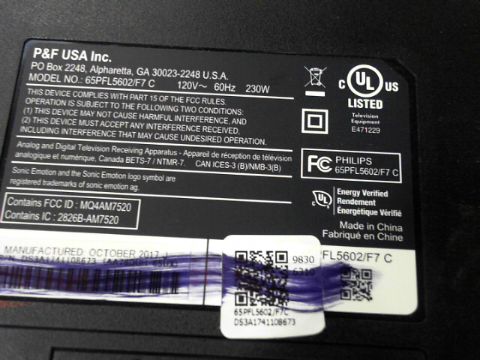 P&F USA Inc.
PO Box 2248, Alpharetta, GA 30023-2248 U.S.A.
MODEL NO.: 65PFL5602/F7 C 120V~ 60Hz 230W
THIS DEVICE COMPLIES WITH PART 15 OF THE FCC RULES.
OPERATION IS SUBJECT TO THE FOLLOWING TWO CONDITIONS:
(1) THIS DEVICE MAY NOT CAUSE HARMFUL INTERFERENCE, AND
(2) THIS DEVICE MUST ACCEPT ANY INTERFERENCE RECEIVED,
INCLUDING INTERFERENCE THAT MAY CAUSE UNDESIRED OPERATION.
Analog and Digital Television Receiving Apparatus - Appareil de réception de télévision
analogique et numérique, Canada BETS-7 / NTMR-7. CAN ICES-3 (B)/NMB-3(B)
Sonic Emotion and the Sonic Emotion logo symbol are
registered trademarks of sonic emotion ag.
Contains FCC ID : MQ4AM7520
Contains IC : 2826B-AM7520
C UL US
LISTED
Television
Equipment
E471229
FC PHILIPS
65PFL5602/F7 C
UL Energy Verified
Rendement
Énergétique Vérifié
Made in China
Fabriqué en Chine
MANUFACTURED OCTOBER 2017
DS3A1741108673
9830
FL5602/F7 C
65PFL5602/F7C
DS3A1741108673